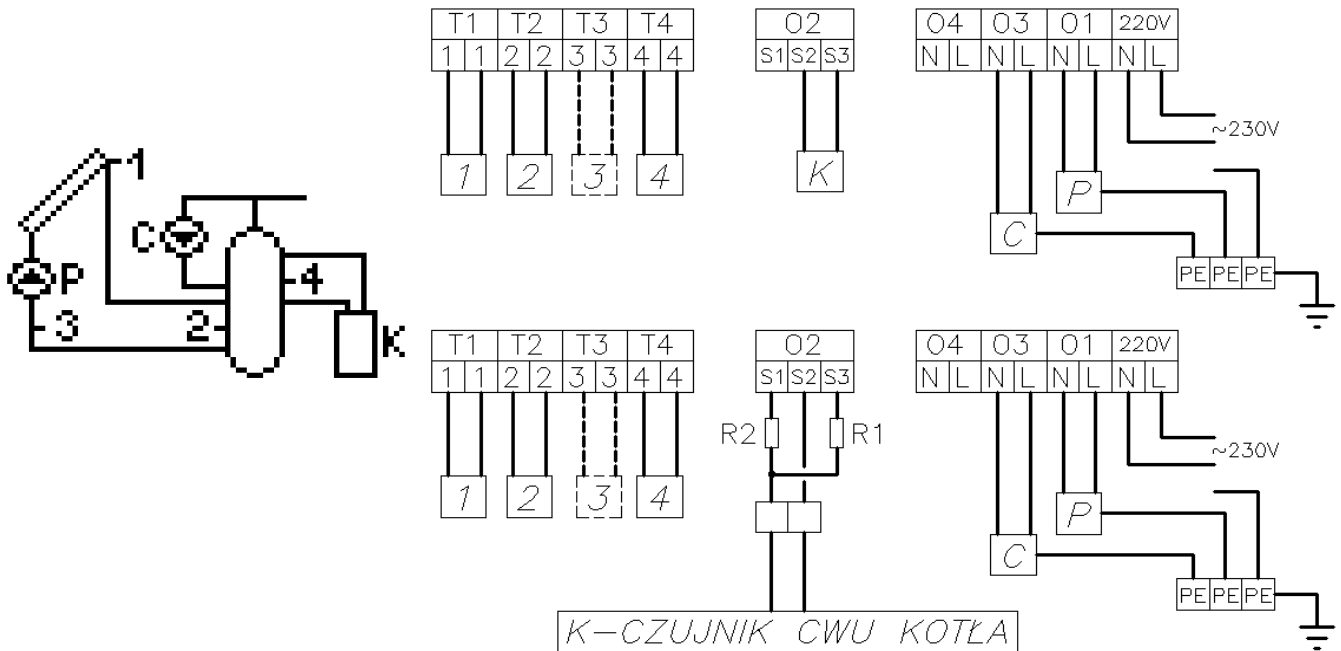 T1 T2 T3 T4 O2 O4 O3 O1 220V
1 1 2 2 3 3 4 4 S1 S2 S3 N L N L N L N L
~230V
1
1 2 3 4 K P
C C
P 4 PE PE PE
3 2 K
T1 T2 T3 T4 O2 O4 O3 O1 220V
1 1 2 2 3 3 4 4 S1 S2 S3 N L N L N L N L
R2 R1 ~230V
1 2 3 4 P
C
PE PE PE
K-CZUJNIK CWU KOTŁA